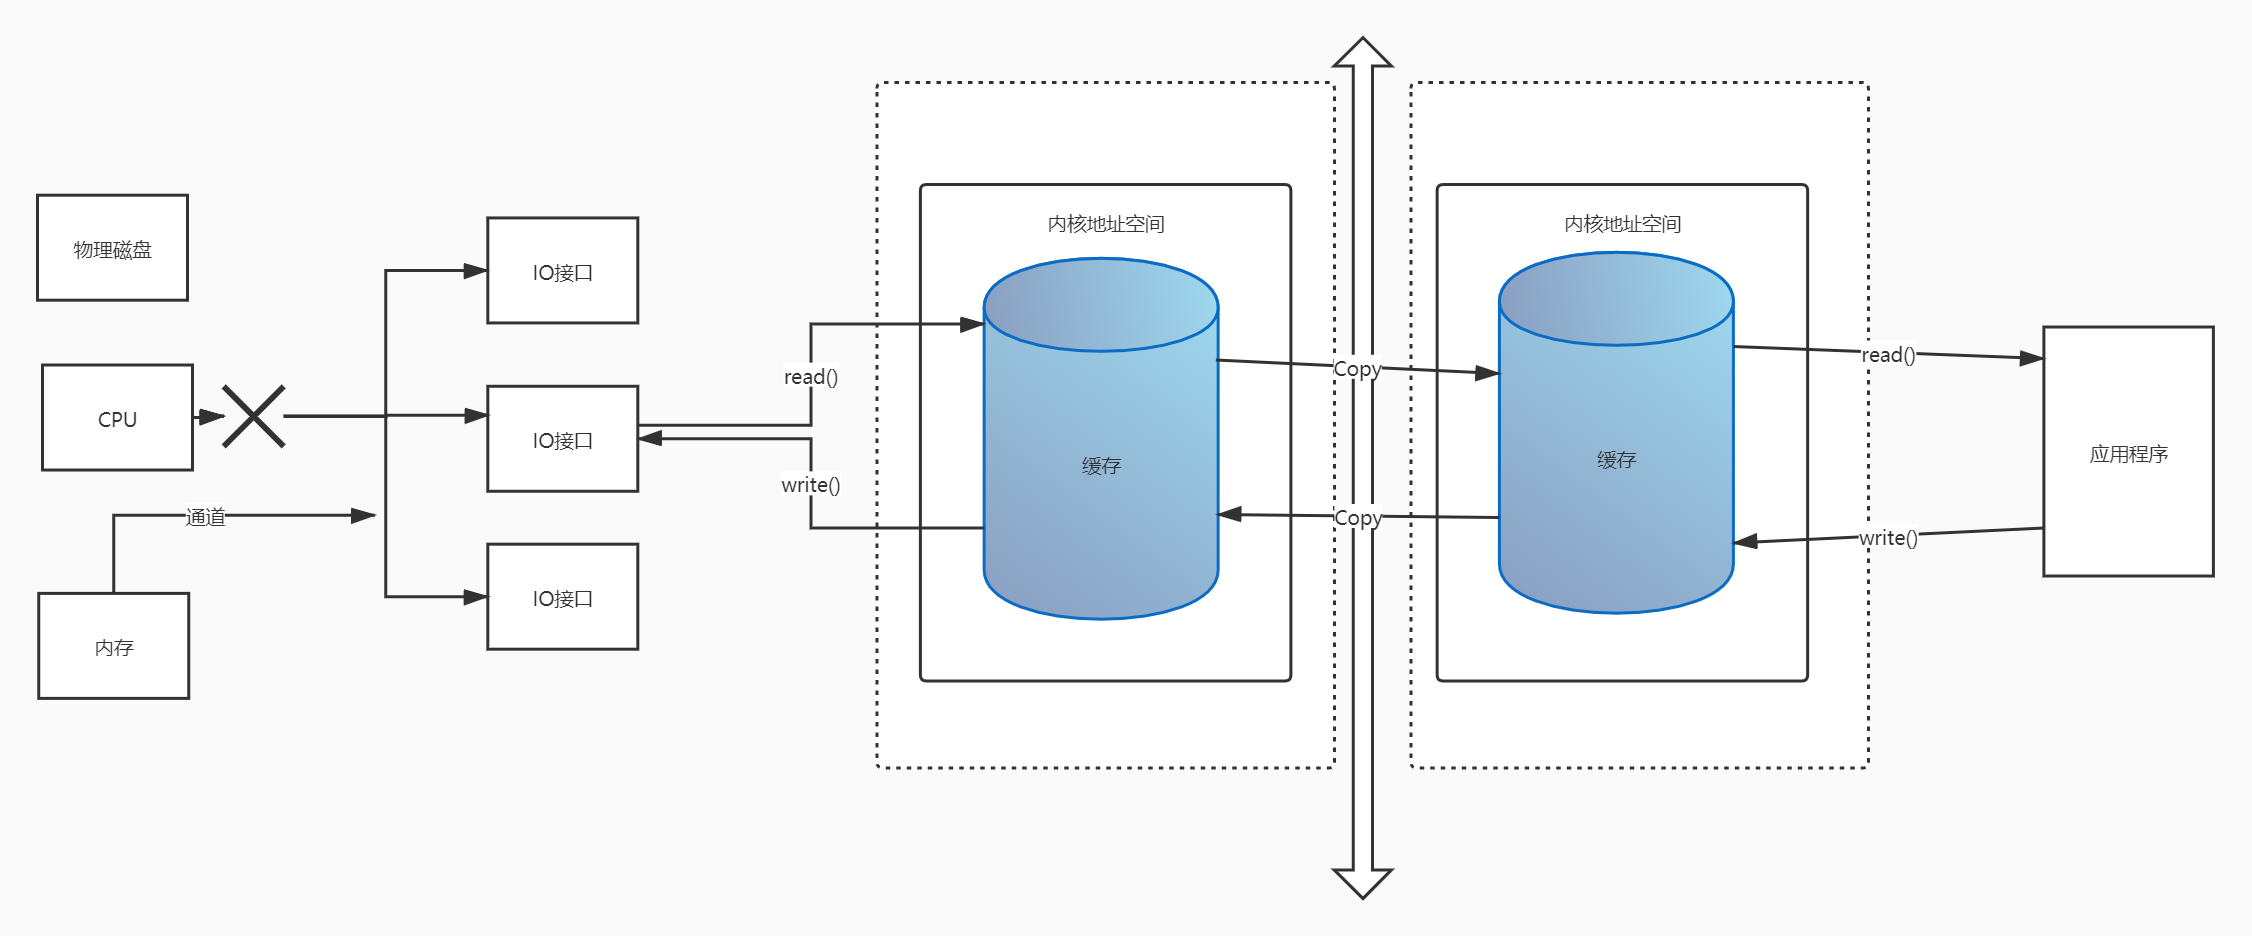 物理磁盘
CPU
通道
内存
IO接口
IO接口
IO接口
read()
write()
内核地址空间
缓存
Copy
Copy
内核地址空间
缓存
read()
write()
应用程序